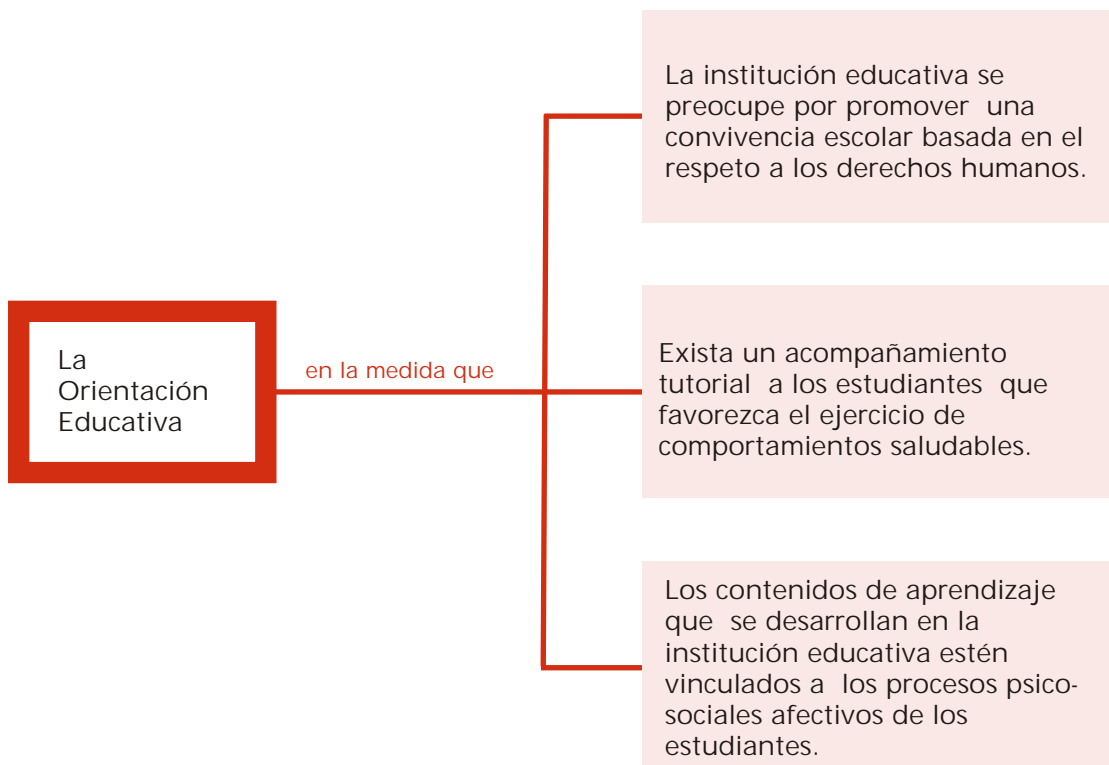 La
Orientación
Educativa
en la medida que
La institución educativa se
preocupe por promover una
convivencia escolar basada en el
respeto a los derechos humanos.
Exista un acompañamiento
tutorial a los estudiantes que
favorezca el ejercicio de
comportamientos saludables.
Los contenidos de aprendizaje
que se desarrollan en la
institución educativa estén
vinculados a los procesos psico-
sociales afectivos de los
estudiantes.